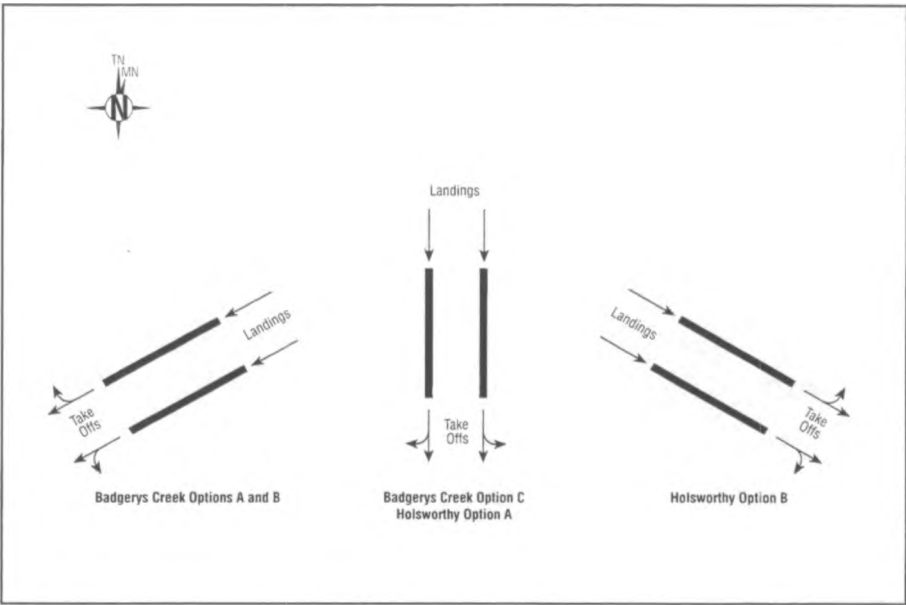 TN
MN
N
Landings
Landings
Landings
Take
Offs
Take
Offs
Take
Offs
Badgerys Creek Options A and B
Badgerys Creek Option C
Holsworthy Option A
Holsworthy Option B